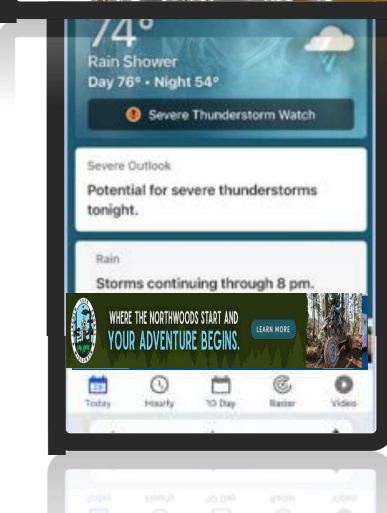 74°
Rain Shower
Day 76° • Night 54°
Severe Thunderstorm Watch
Severe Outlook
Potential for severe thunderstorms
tonight.
Rain
Storms continuing through 8 pm.
WHERE THE NORTHWOODS START AND
YOUR ADVENTURE BEGINS.
LEARN MORE
Today
Hourly
10 Day
Radar
Video